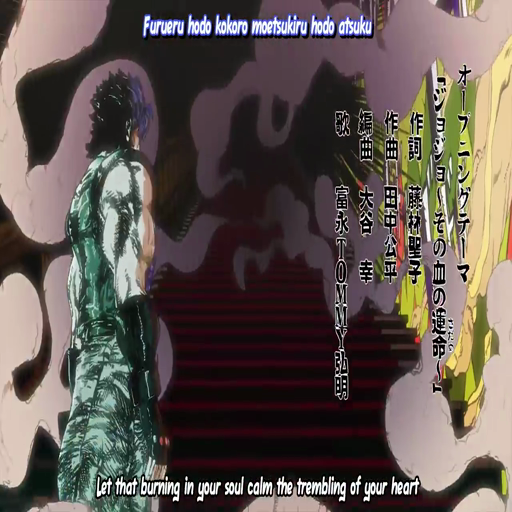 Furueru hodo kokoro moetsukiru hodo atsuku
オープニングテーマ
『ジョジョ～その血の運命～』
さだめ
作詞 藤林聖子
作曲 田中公平
編曲 大谷 幸
歌 富永TOMMY弘明
Let that burning in your soul calm the trembling of your heart